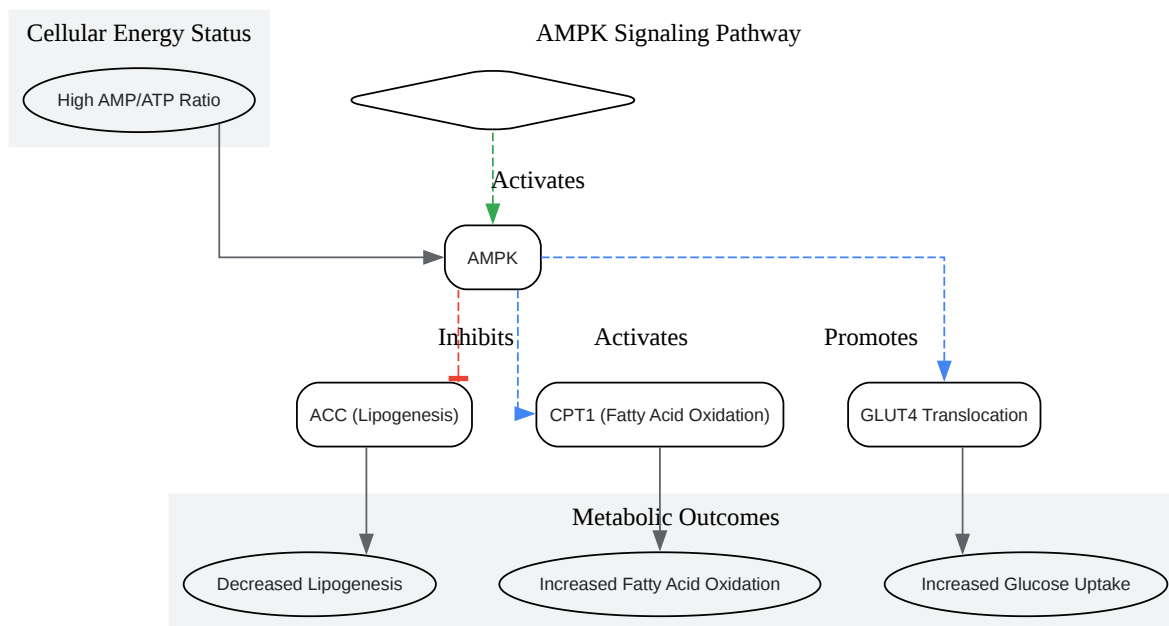 Cellular Energy Status
AMPK Signaling Pathway
High AMP/ATP Ratio
Activates
AMPK
Inhibits
Activates
Promotes
ACC (Lipogenesis)
CPT1 (Fatty Acid Oxidation)
GLUT4 Translocation
Metabolic Outcomes
Decreased Lipogenesis
Increased Fatty Acid Oxidation
Increased Glucose Uptake